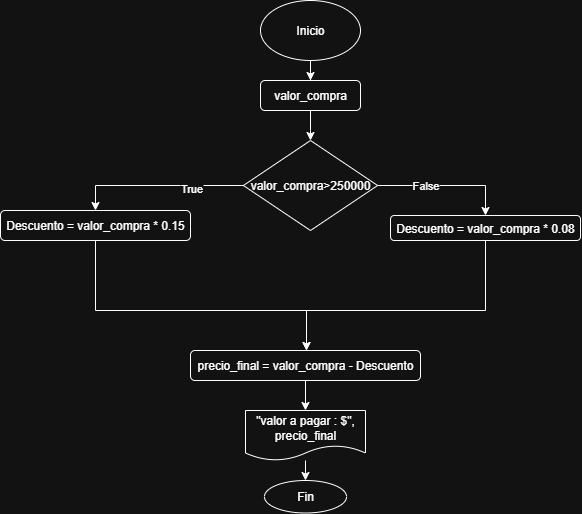 Inicio
valor_compra
valor_compra>250000
True
False
Descuento = valor_compra * 0.15
Descuento = valor_compra * 0.08
precio_final = valor_compra - Descuento
"valor a pagar : $",
precio_final
Fin